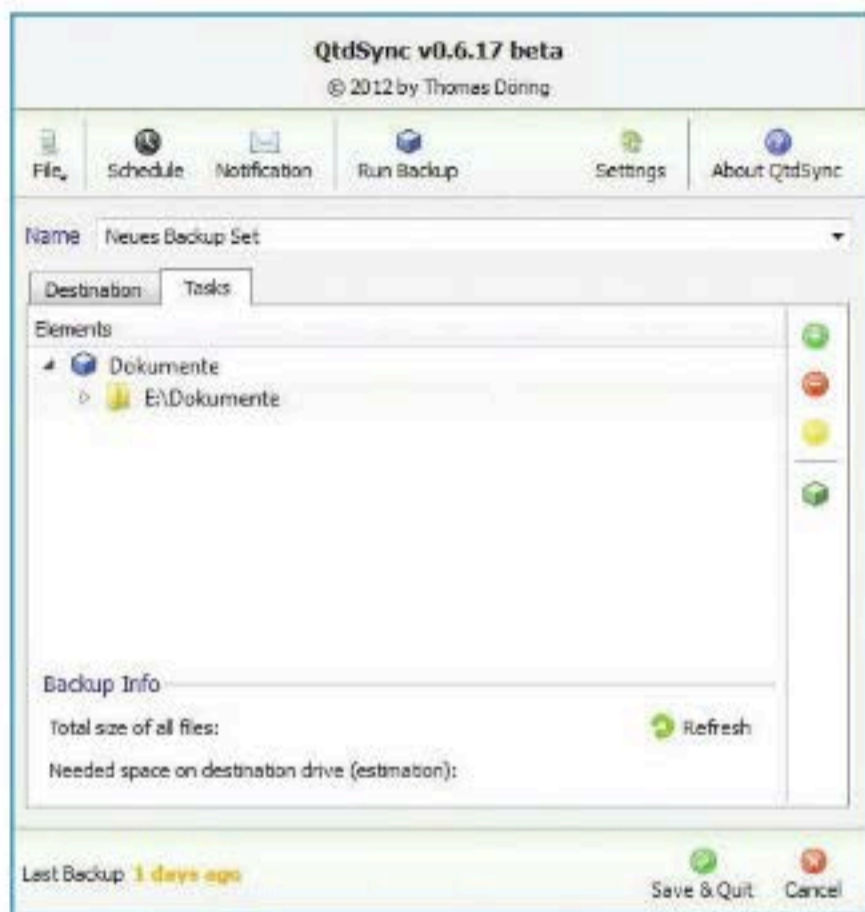 QtdSync v0.6.17 beta
© 2012 by Thomas Döring
File Schedule Notification Run Backup Settings About QtdSync
Name Neues Backup Set
Destination Tasks
Elements
Dokumente
E:\Dokumente
Backup Info
Total size of all files: Refresh
Needed space on destination drive (estimation):
Last Backup 1 days ago Save & Quit Cancel